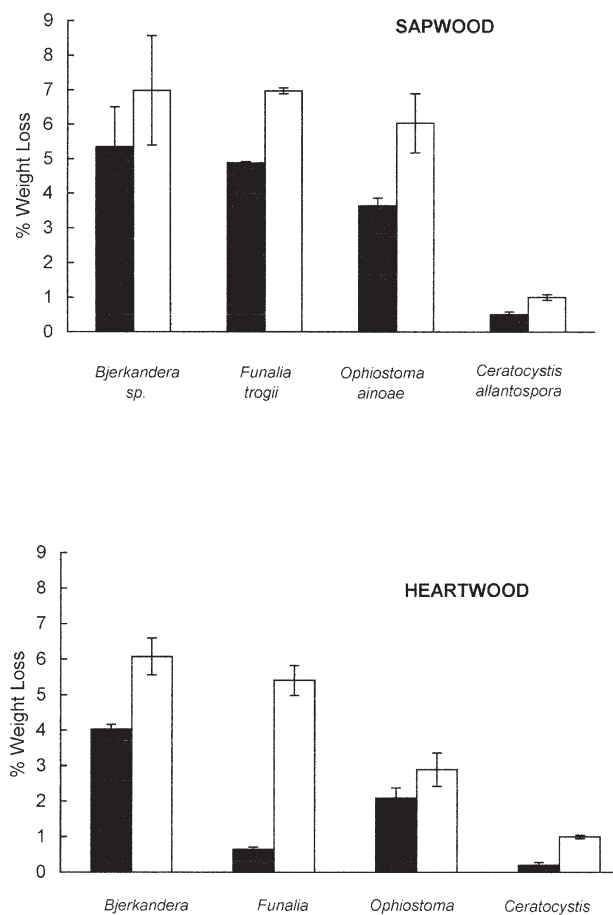 SAPWOOD
% Weight Loss
9
8
7
6
5
4
3
2
1
0
Bjerkandera sp.
Funalia trogii
Ophiostoma ainoae
Ceratocystis allantospora
HEARTWOOD
% Weight Loss
9
8
7
6
5
4
3
2
1
0
Bjerkandera
Funalia
Ophiostoma
Ceratocystis